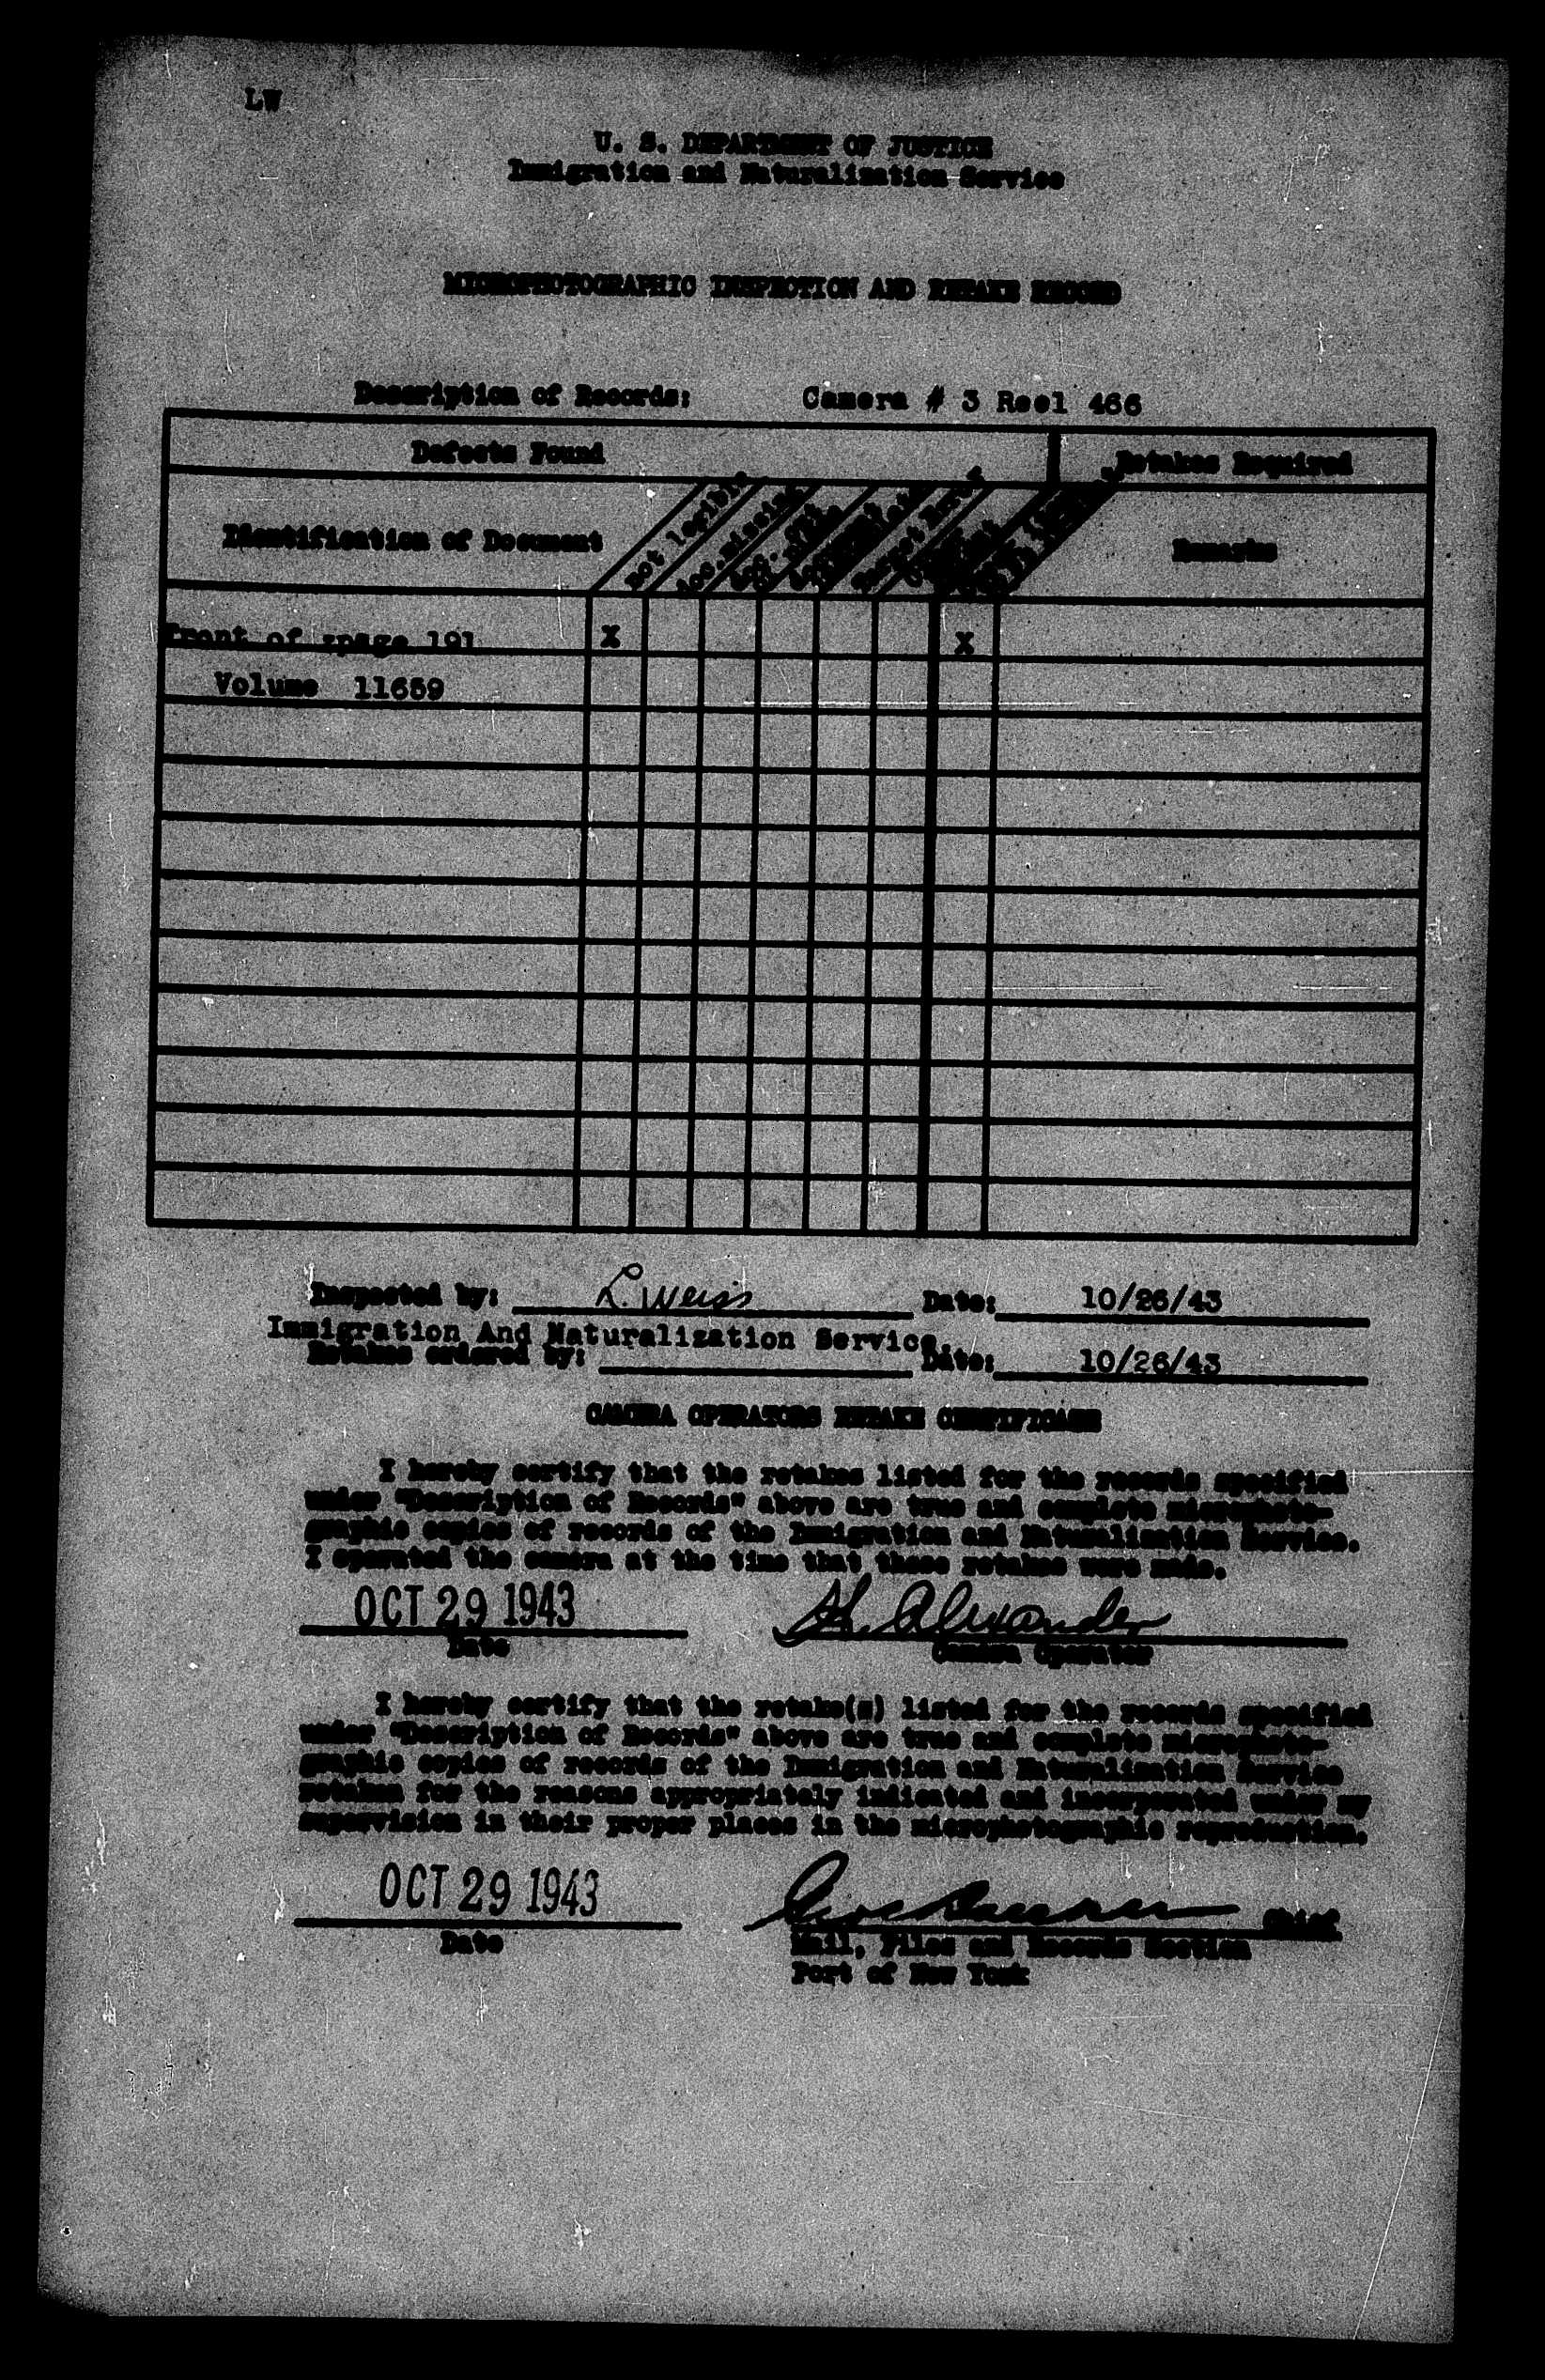 LW
U. S. DEPARTMENT OF JUSTICE
Immigration and Naturalization Service
MICROPHOTOGRAPHIC INSPECTION AND RETAKE RECORD
Description of Records: Camera # 3 Reel 466
Defects Found Retakes Required
Identification of Document Not legible Doc. missing Remarks
Front of page 191 X X
Volume 11659
Inspected by: L. Weiss Date: 10/26/43
Immigration And Naturalization Service.
Retakes ordered by: Date: 10/26/43
CAMERA OPERATORS RETAKE CERTIFICATE
I hereby certify that the retakes listed for the records specified
under "Description of Records" above are true and complete microphoto-
graphic copies of records of the Immigration and Naturalization Service.
I operated the camera at the time that these retakes were made.
OCT 29 1943 Alexander
Date Camera Operator
I hereby certify that the retake(s) listed for the records specified
under "Description of Records" above are true and complete microphoto-
graphic copies of records of the Immigration and Naturalization Service
retaken for the reasons appropriately indicated and incorporated under my
supervision in their proper places in the microphotographic reproduction.
OCT 29 1943 Chief
Date Mail, Files and Records Section
Port of New York